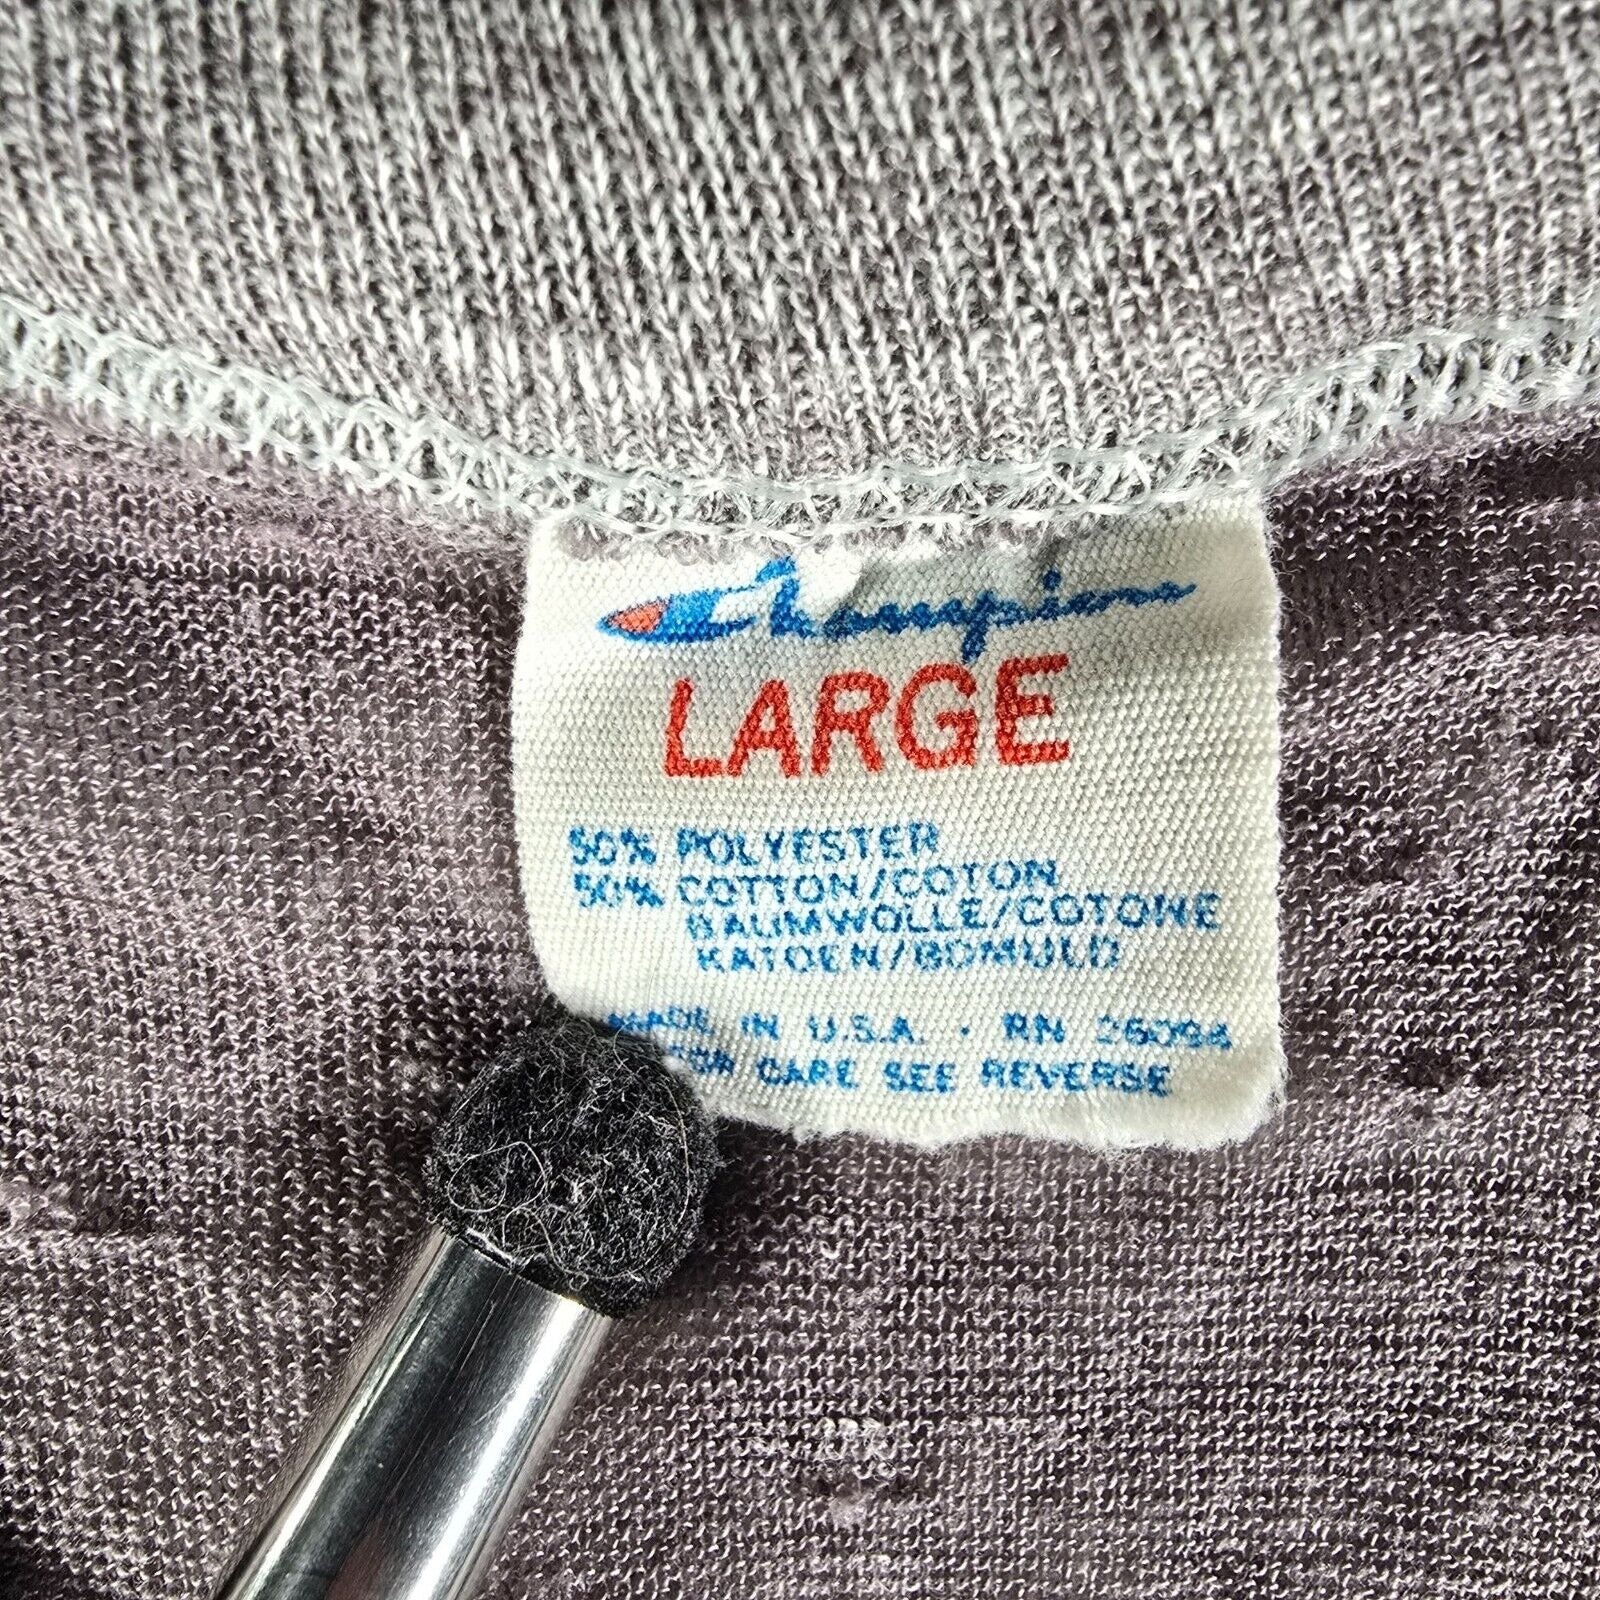 Champion
LARGE
50% POLYESTER
50% COTTON/COTON
BAUMWOLLE/COTONE
KATOEN/BOMULD
MADE IN U.S.A. · RN 26094
FOR CARE SEE REVERSE